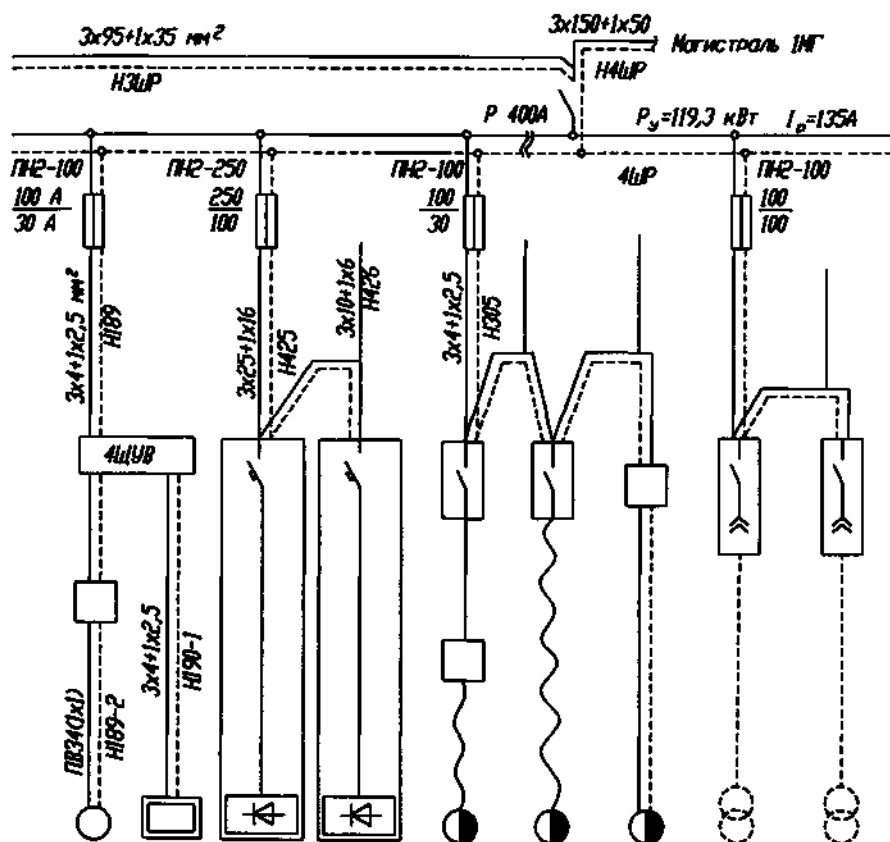 3х95+1х35 мм²
3х150+1х50
Магистраль 1МГ
Н3ШР
Н4ШР
Р 400А
Ру=119,3 кВт
Iр=135А
4ШР
ПН2-100
100 А
30 А
ПН2-250
250
100
ПН2-100
100
30
ПН2-100
100
100
3х4+1х2,5 мм²
Н189
3х25+1х16
Н425
3х10+1х6
Н426
3х4+1х2,5
Н305
4ЩУВ
ПВ34(1х1)
Н189-2
3х4+1х2,5
Н190-1